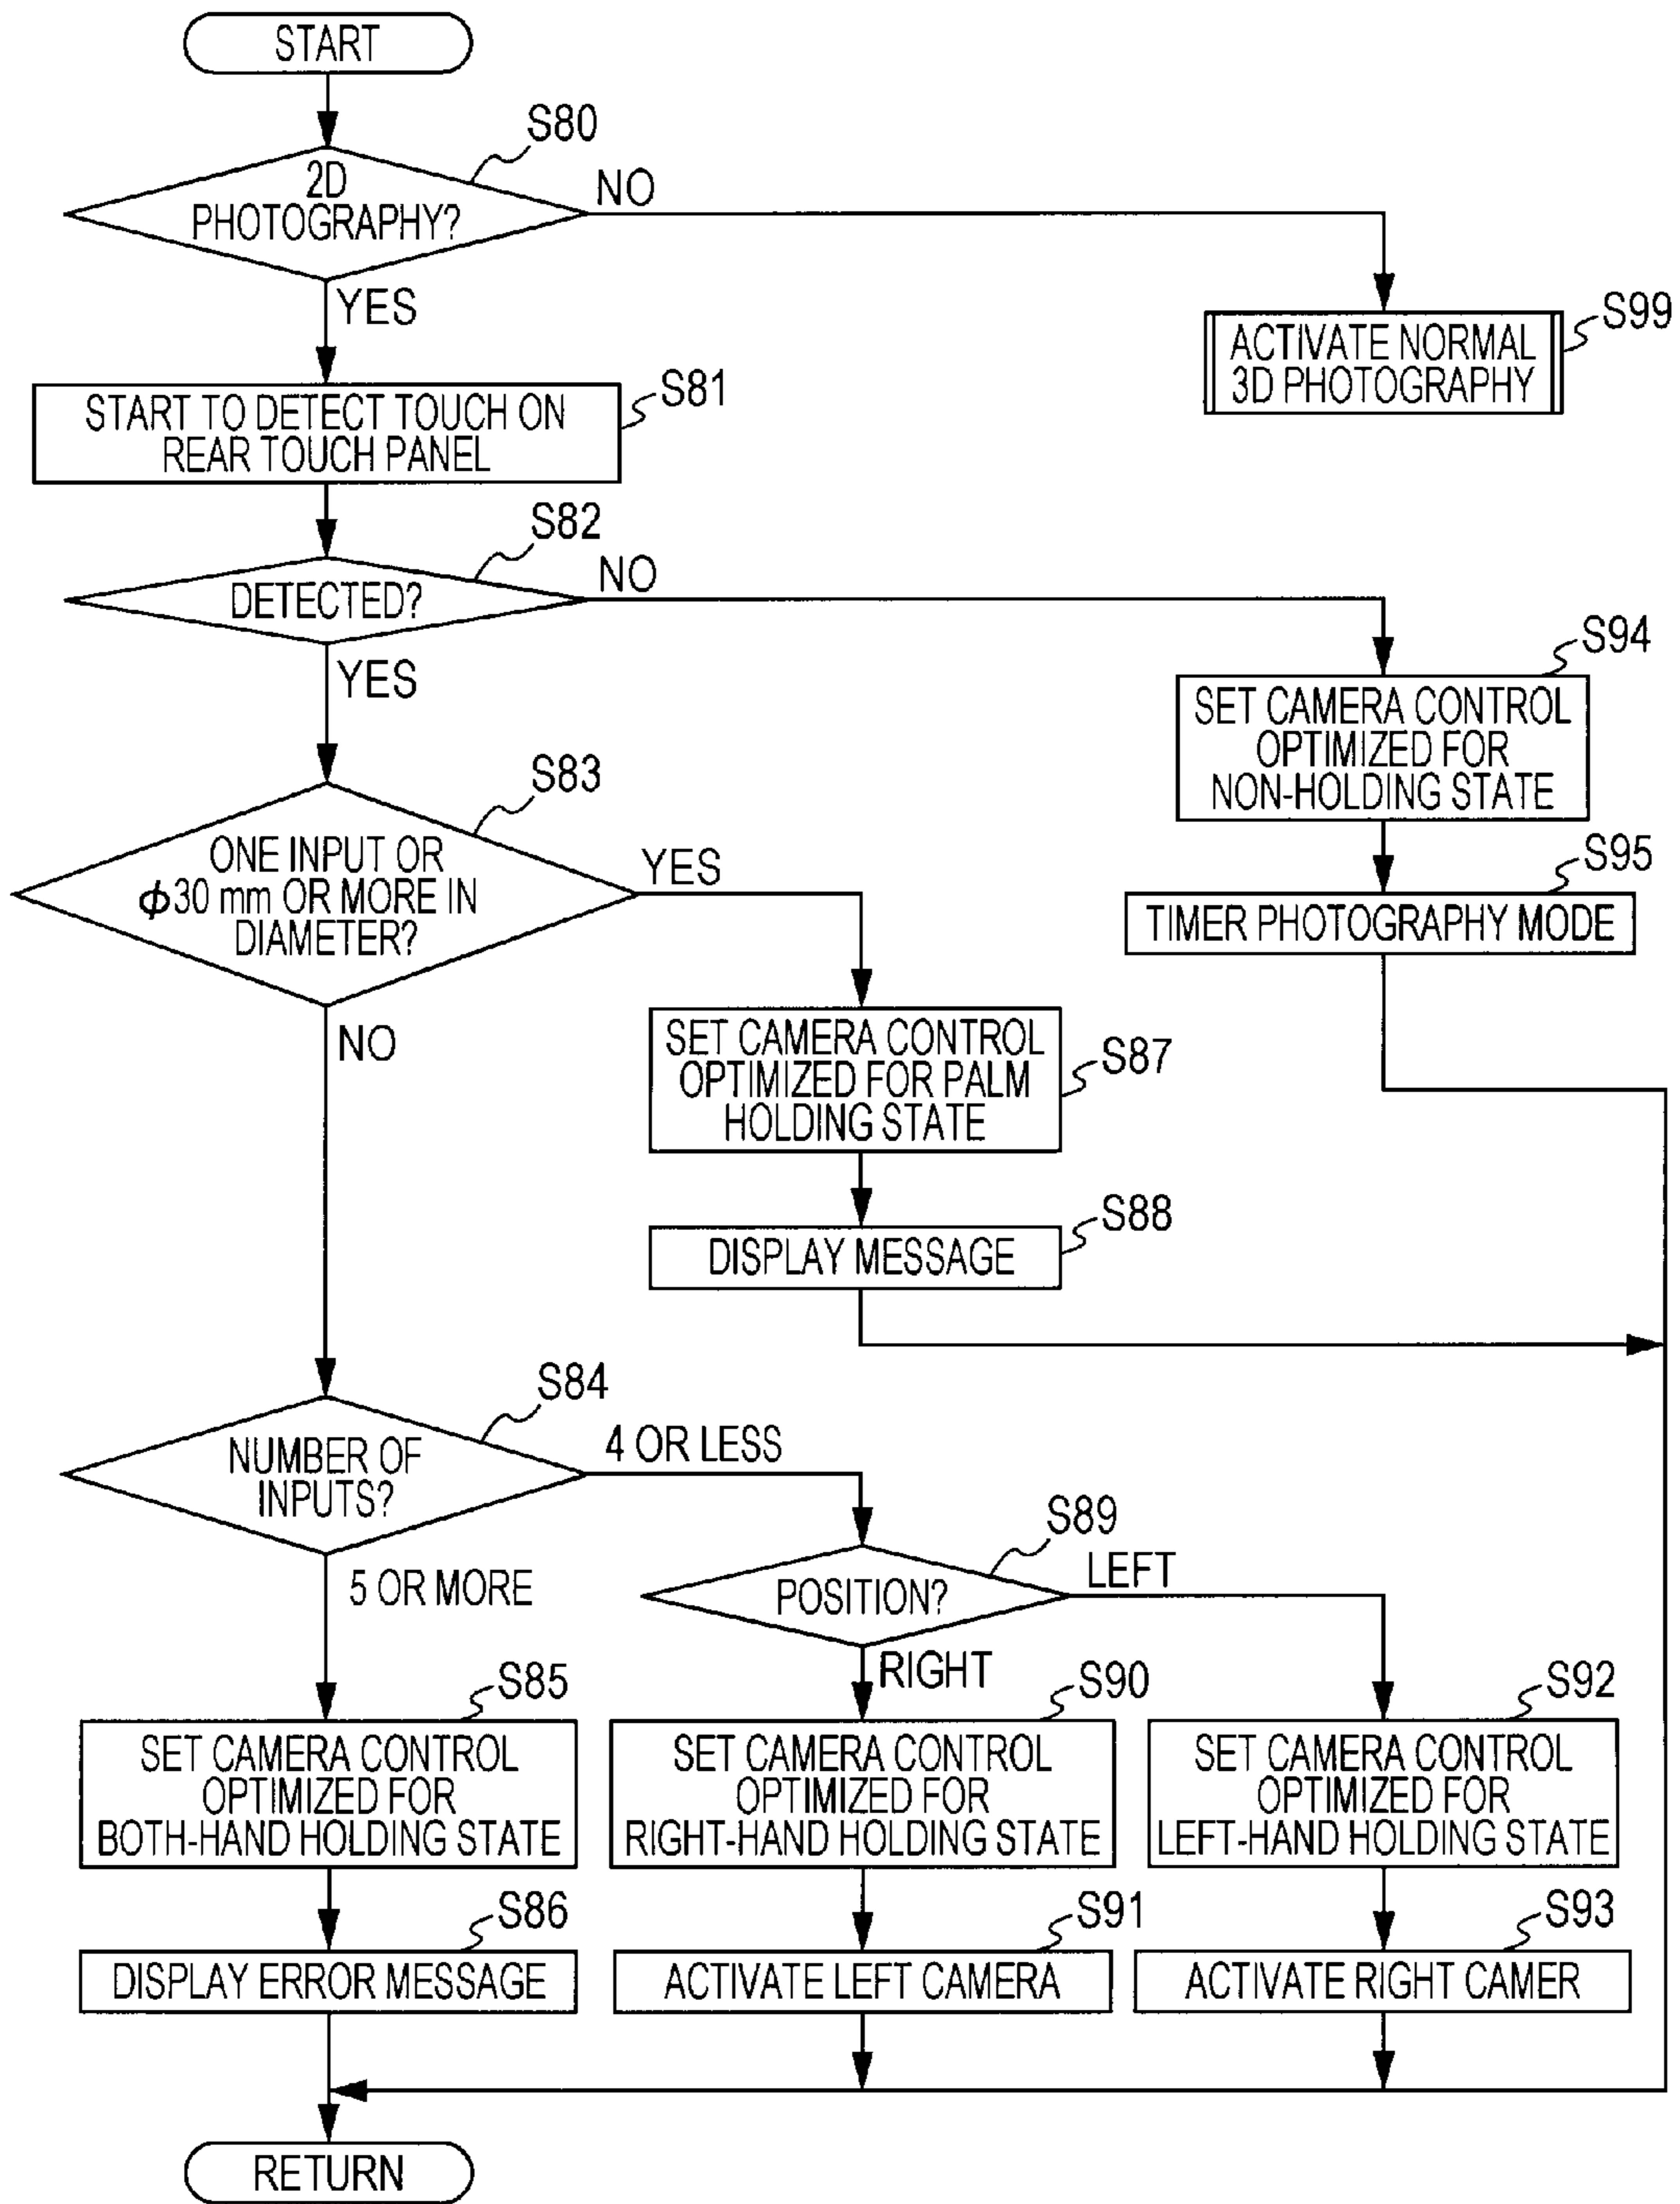 START
S80
2D
PHOTOGRAPHY?
NO
YES
S99
ACTIVATE NORMAL
3D PHOTOGRAPHY
S81
START TO DETECT TOUCH ON
REAR TOUCH PANEL
S82
DETECTED?
NO
YES
S94
SET CAMERA CONTROL
OPTIMIZED FOR
NON-HOLDING STATE
S83
ONE INPUT OR
ϕ30 mm OR MORE IN
DIAMETER?
YES
NO
S95
TIMER PHOTOGRAPHY MODE
S87
SET CAMERA CONTROL
OPTIMIZED FOR PALM
HOLDING STATE
S88
DISPLAY MESSAGE
S84
NUMBER OF
INPUTS?
4 OR LESS
5 OR MORE
S89
POSITION?
LEFT
RIGHT
S85
SET CAMERA CONTROL
OPTIMIZED FOR
BOTH-HAND HOLDING STATE
S90
SET CAMERA CONTROL
OPTIMIZED FOR
RIGHT-HAND HOLDING STATE
S92
SET CAMERA CONTROL
OPTIMIZED FOR
LEFT-HAND HOLDING STATE
S86
DISPLAY ERROR MESSAGE
S91
ACTIVATE LEFT CAMERA
S93
ACTIVATE RIGHT CAMER
RETURN